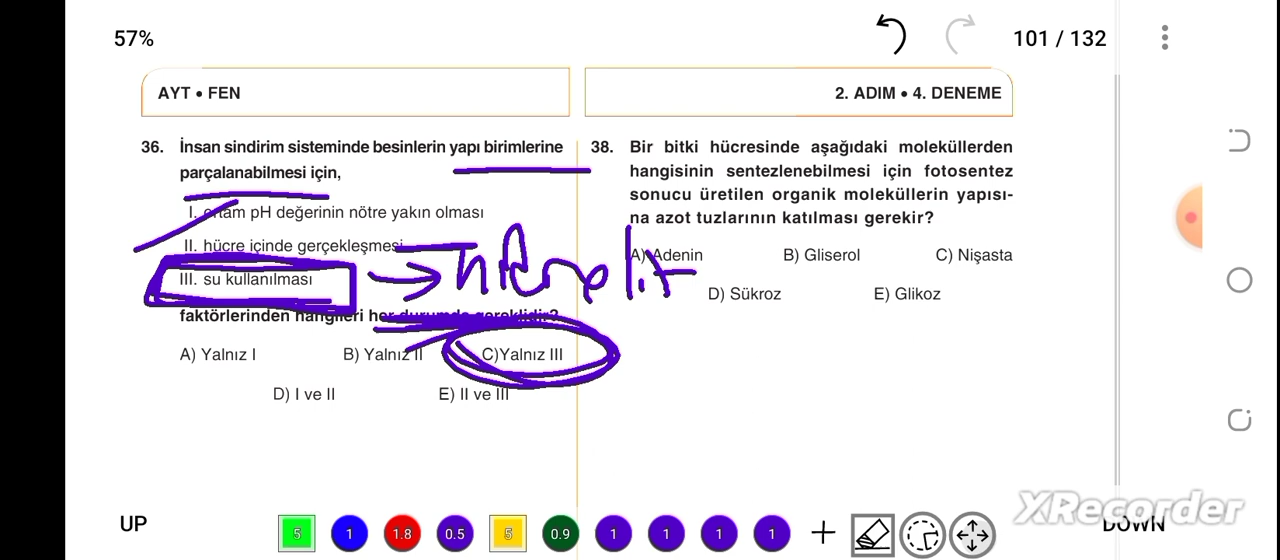 57%
101 / 132
AYT • FEN
2. ADIM • 4. DENEME
36. İnsan sindirim sisteminde besinlerin yapı birimlerine
parçalanabilmesi için,
I. ortam pH değerinin nötre yakın olması
II. hücre içinde gerçekleşmesi
III. su kullanılması
faktörlerinden hangileri her durumda gereklidir?
A) Yalnız I B) Yalnız II C)Yalnız III
D) I ve II E) II ve III
38. Bir bitki hücresinde aşağıdaki moleküllerden
hangisinin sentezlenebilmesi için fotosentez
sonucu üretilen organik moleküllerin yapısı-
na azot tuzlarının katılması gerekir?
A) Adenin B) Gliserol C) Nişasta
D) Sükroz E) Glikoz
UP
5 1 1.8 0.5 5 0.9 1 1 1 1
DOWN
XRecorder